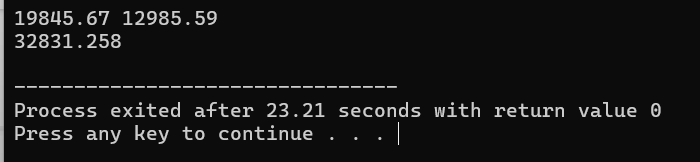 19845.67 12985.59
32831.258

--------------------------------
Process exited after 23.21 seconds with return value 0
Press any key to continue . . .